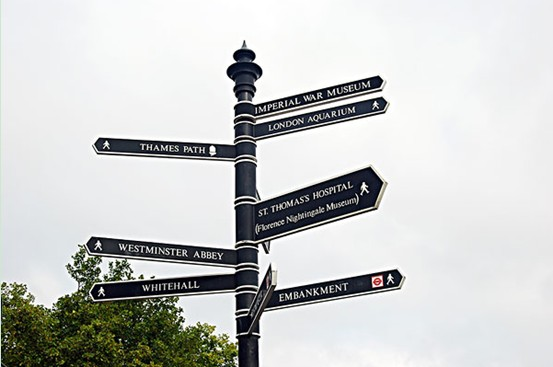 IMPERIAL WAR MUSEUM
LONDON AQUARIUM
THAMES PATH
ST. THOMAS'S HOSPITAL
(Florence Nightingale Museum)
WESTMINSTER ABBEY
WHITEHALL
EMBANKMENT